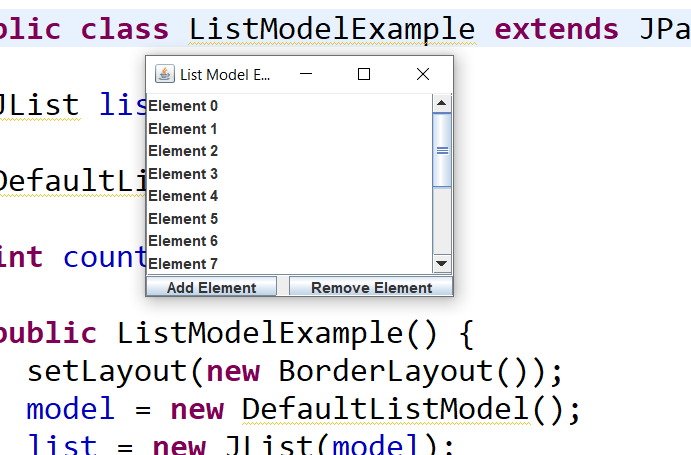 blic class ListModelExample extends JPa
List Model E...
JList lis
Element 0
Element 1
Element 2
DefaultLi
Element 3
Element 4
Element 5
Element 6
int count
Element 7
Add Element Remove Element
public ListModelExample() {
setLayout(new BorderLayout());
model = new DefaultListModel();
list = new JList(model);